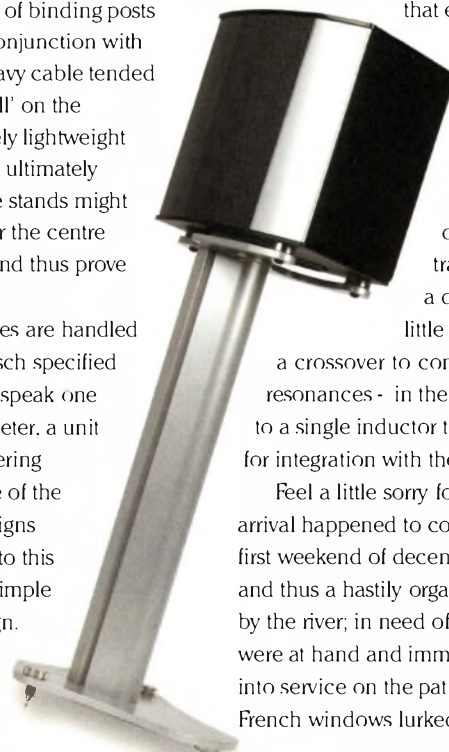 of binding posts
onjunction with
avy cable tended
ll' on the
ely lightweight
ultimately
e stands might
r the centre
nd thus prove
es are handled
sch specified
speak one
eter, a unit
ering
e of the
igns
to this
imple
gn.
that e
c
tra
a c
little
a crossover to con
resonances - in the
to a single inductor t
for integration with the
Feel a little sorry fo
arrival happened to co
first weekend of decen
and thus a hastily orga
by the river; in need of
were at hand and imm
into service on the pat
French windows lurked